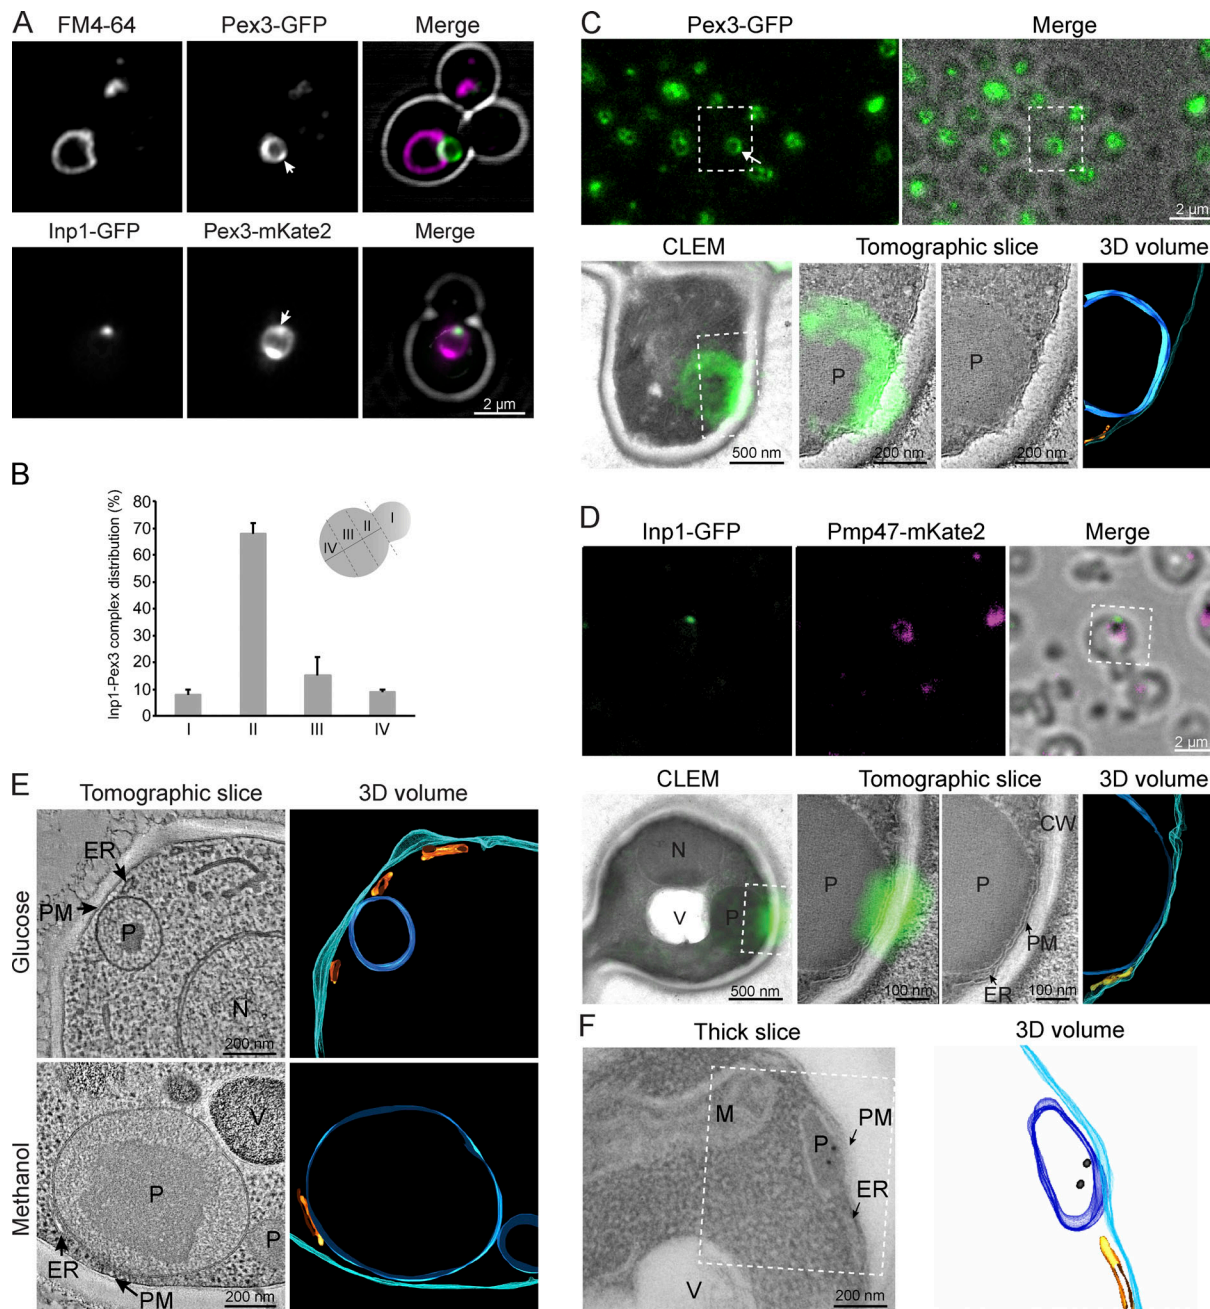 A
FM4-64 Pex3-GFP Merge
Inp1-GFP Pex3-mKate2 Merge
2 µm
B
Inp1-Pex3 complex distribution (%)
80
70
60
50
40
30
20
10
0
I II III IV
IV III II I
C
Pex3-GFP Merge
2 µm
CLEM Tomographic slice 3D volume
P P
500 nm 200 nm 200 nm
D
Inp1-GFP Pmp47-mKate2 Merge
2 µm
CLEM Tomographic slice 3D volume
CW
N
V P P P
PM
ER
500 nm 100 nm 100 nm
E
Tomographic slice 3D volume
Glucose
ER
PM
P
N
200 nm
Methanol
V
P
P
ER
PM
200 nm
F
Thick slice 3D volume
M
P
PM
ER
V
200 nm